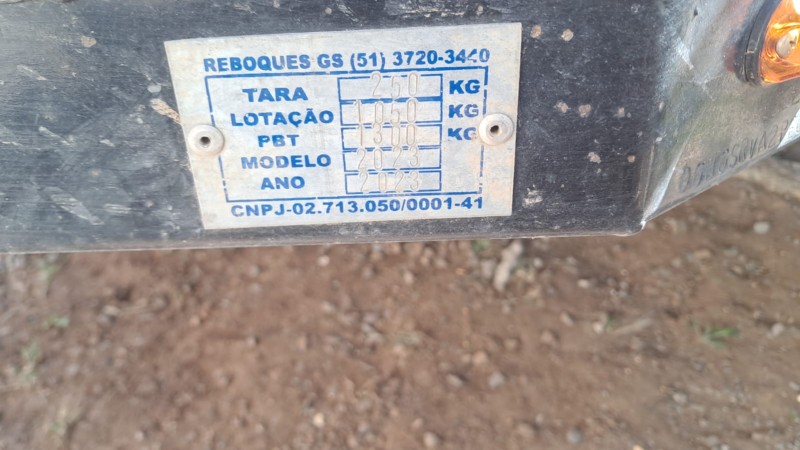 REBOQUES GS (51) 3720-3440
TARA 260 KG
LOTAÇÃO 1050 KG
PBT 1300 KG
MODELO 2023
ANO 2023
CNPJ-02.713.050/0001-41